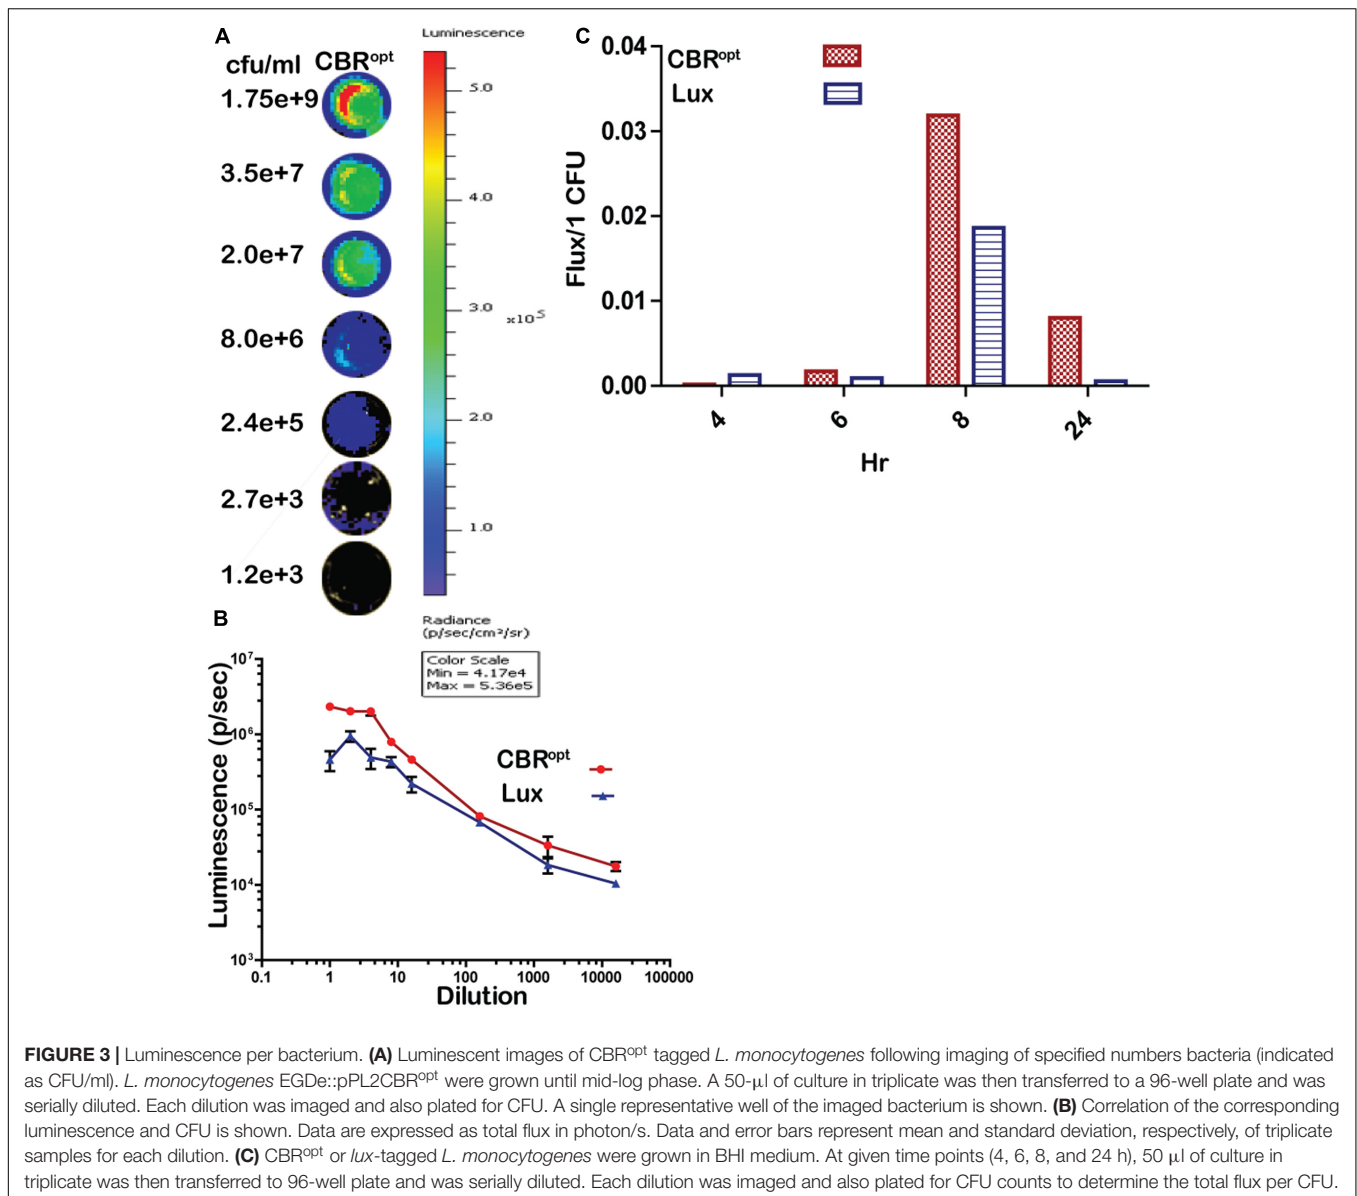 A
cfu/ml CBRopt
1.75e+9
3.5e+7
2.0e+7
8.0e+6
2.4e+5
2.7e+3
1.2e+3
Luminescence
5.0
4.0
3.0
x10⁵
2.0
1.0
Radiance
(p/sec/cm²/sr)
Color Scale
Min = 4.17e4
Max = 5.36e5
B
Luminescence (p/sec)
10⁷
10⁶
10⁵
10⁴
10³
0.1 1 10 100 1000 10000 100000
Dilution
CBRopt
Lux
C
CBRopt
Lux
Flux/1 CFU
0.04
0.03
0.02
0.01
0.00
4 6 8 24
Hr
FIGURE 3 | Luminescence per bacterium. (A) Luminescent images of CBRopt tagged L. monocytogenes following imaging of specified numbers bacteria (indicated
as CFU/ml). L. monocytogenes EGDe::pPL2CBRopt were grown until mid-log phase. A 50-μl of culture in triplicate was then transferred to a 96-well plate and was
serially diluted. Each dilution was imaged and also plated for CFU. A single representative well of the imaged bacterium is shown. (B) Correlation of the corresponding
luminescence and CFU is shown. Data are expressed as total flux in photon/s. Data and error bars represent mean and standard deviation, respectively, of triplicate
samples for each dilution. (C) CBRopt or lux-tagged L. monocytogenes were grown in BHI medium. At given time points (4, 6, 8, and 24 h), 50 μl of culture in
triplicate was then transferred to 96-well plate and was serially diluted. Each dilution was imaged and also plated for CFU counts to determine the total flux per CFU.